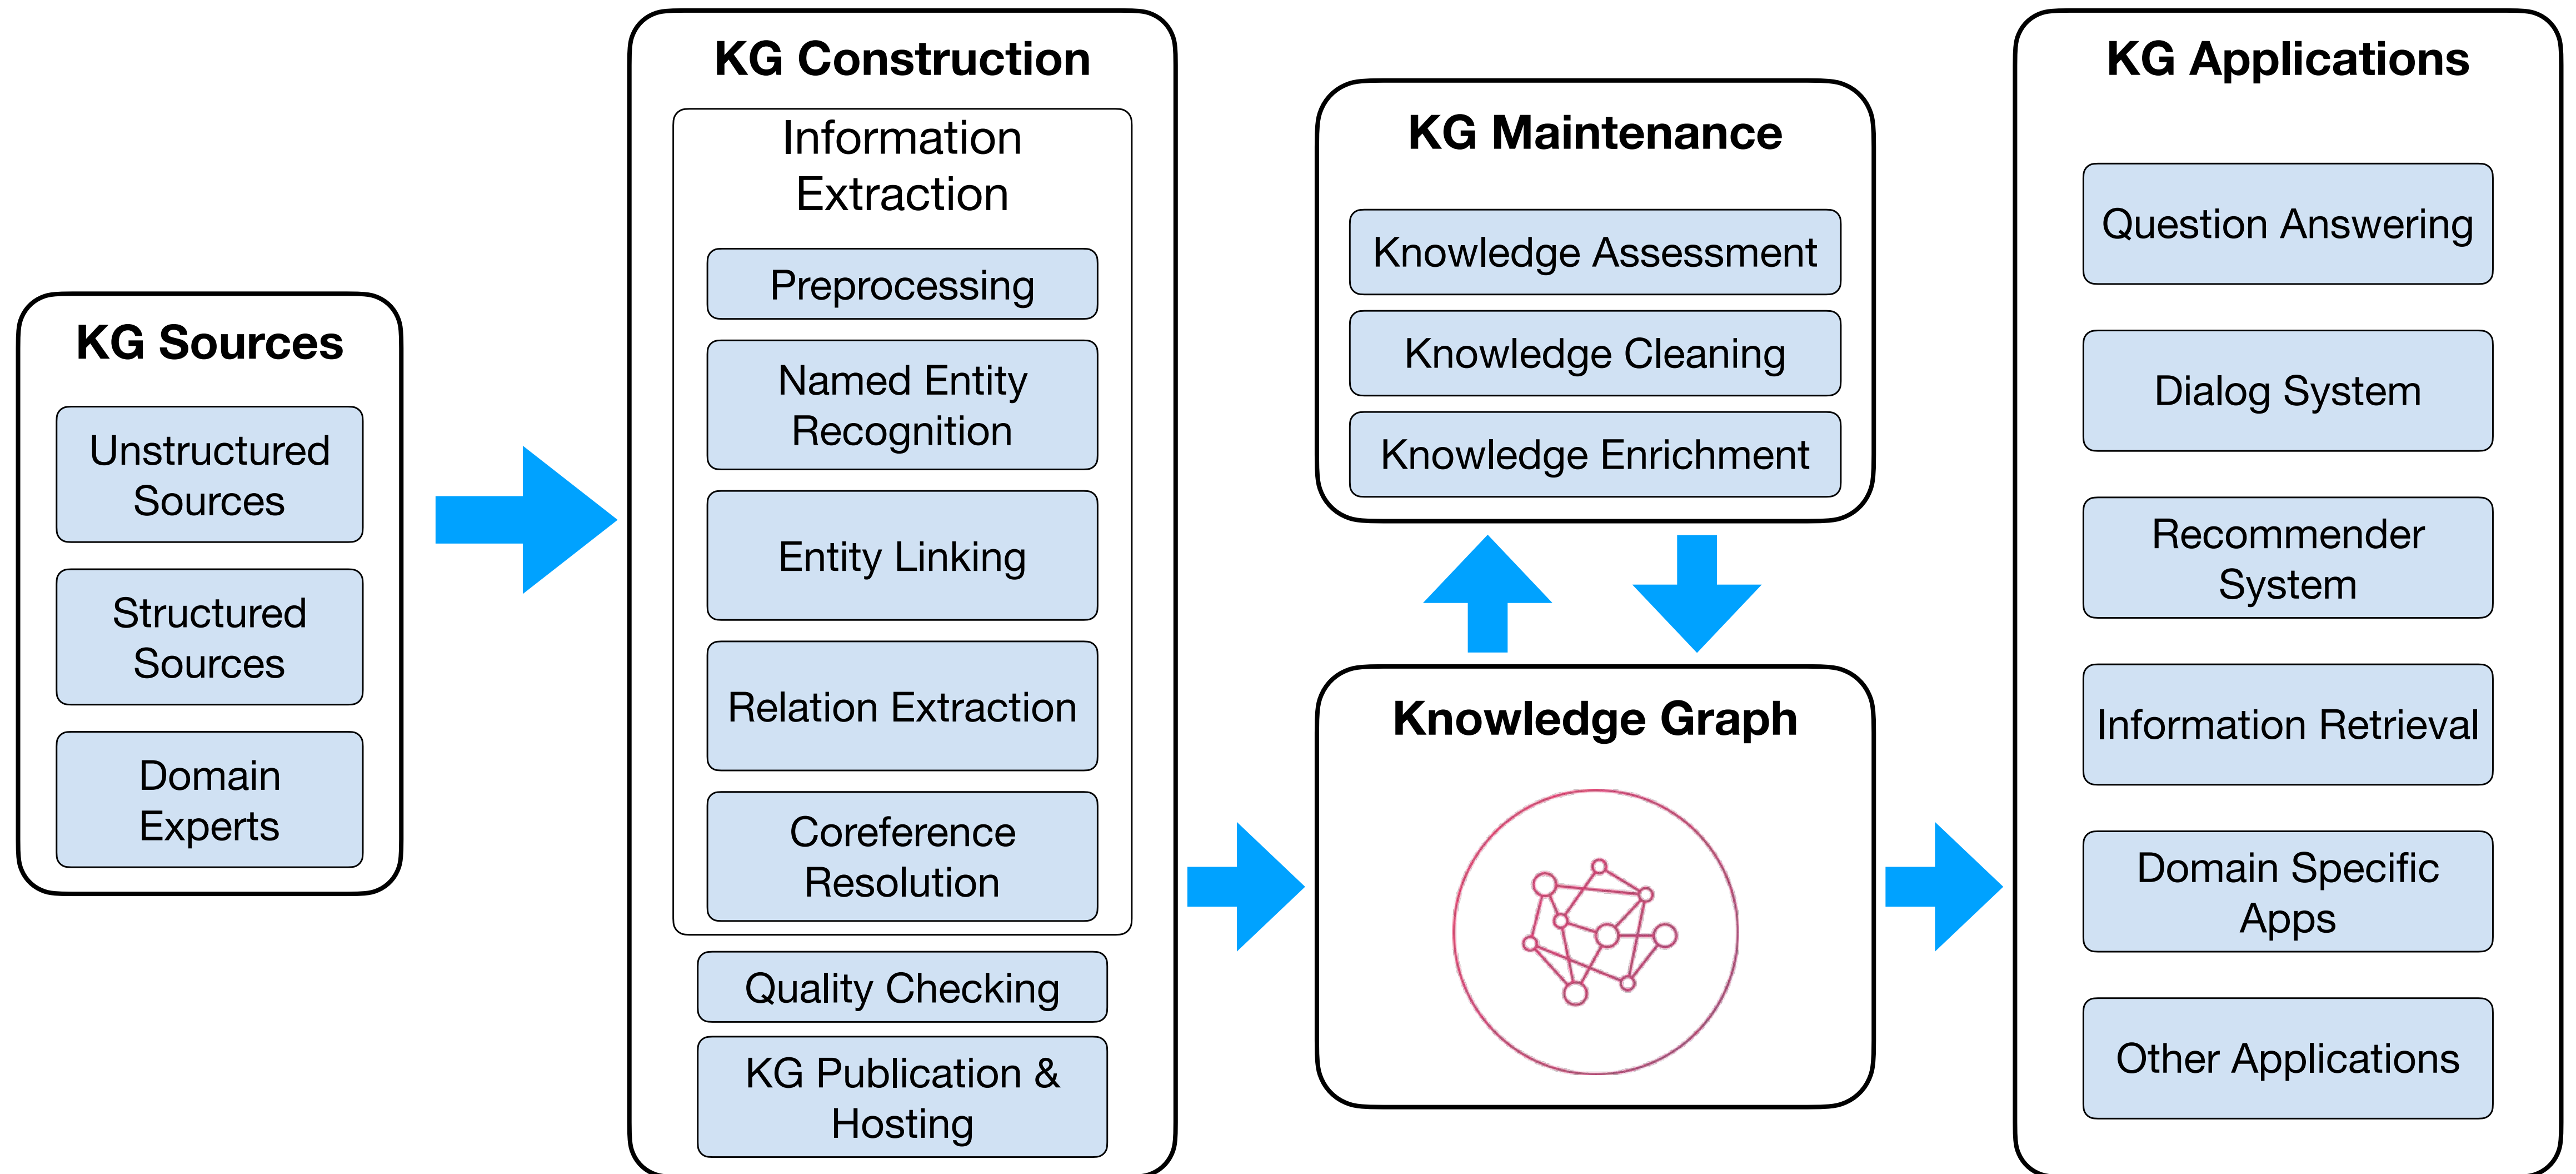 KG Sources
Unstructured
Sources
Structured
Sources
Domain
Experts
KG Construction
Information
Extraction
Preprocessing
Named Entity
Recognition
Entity Linking
Relation Extraction
Coreference
Resolution
Quality Checking
KG Publication &
Hosting
KG Maintenance
Knowledge Assessment
Knowledge Cleaning
Knowledge Enrichment
Knowledge Graph
KG Applications
Question Answering
Dialog System
Recommender
System
Information Retrieval
Domain Specific
Apps
Other Applications